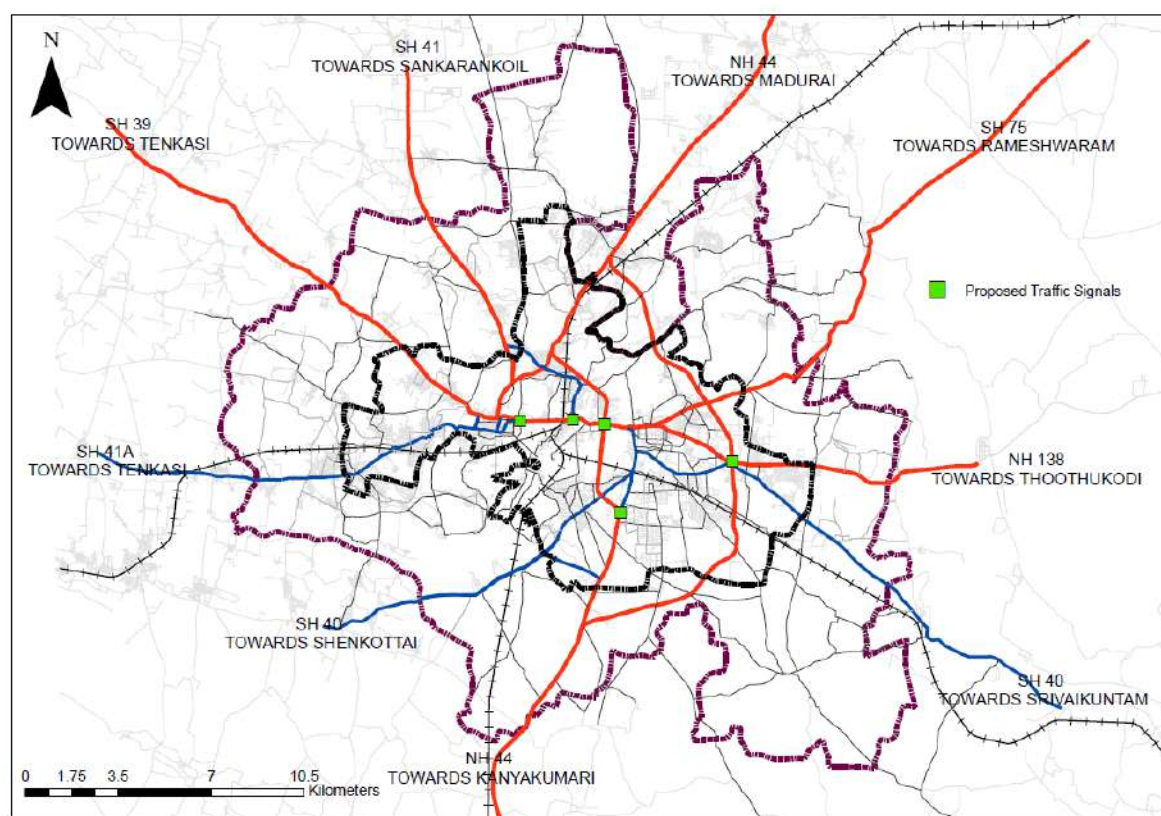 N
SH 41
TOWARDS SANKARANKOIL
NH 44
TOWARDS MADURAI
SH 39
TOWARDS TENKASI
SH 75
TOWARDS RAMESHWARAM
Proposed Traffic Signals
SH 41A
TOWARDS TENKASI
NH 138
TOWARDS THOOTHUKODI
SH 40
TOWARDS SHENKOTTAI
SH 40
TOWARDS SRIVAIKUNTAM
NH 44
TOWARDS KANYAKUMARI
0 1.75 3.5 7 10.5
Kilometers